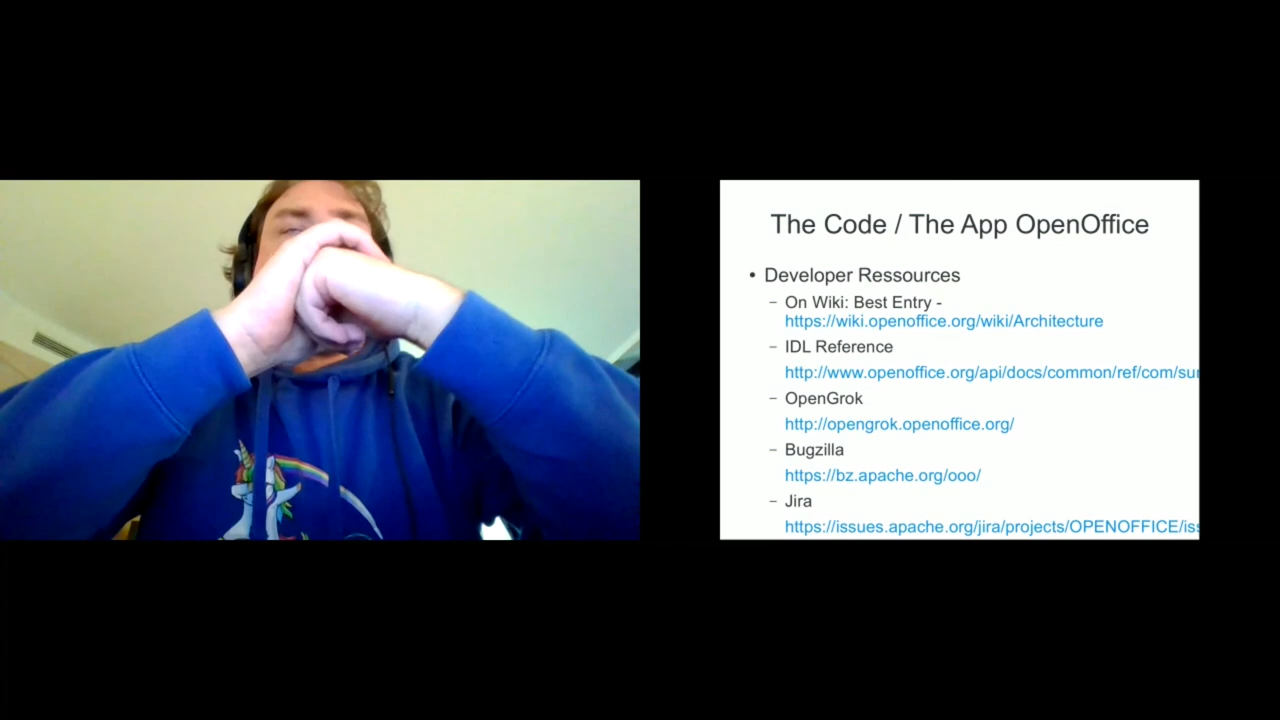 The Code / The App OpenOffice
• Developer Ressources
– On Wiki: Best Entry -
https://wiki.openoffice.org/wiki/Architecture
– IDL Reference
http://www.openoffice.org/api/docs/common/ref/com/su
– OpenGrok
http://opengrok.openoffice.org/
– Bugzilla
https://bz.apache.org/ooo/
– Jira
https://issues.apache.org/jira/projects/OPENOFFICE/iss